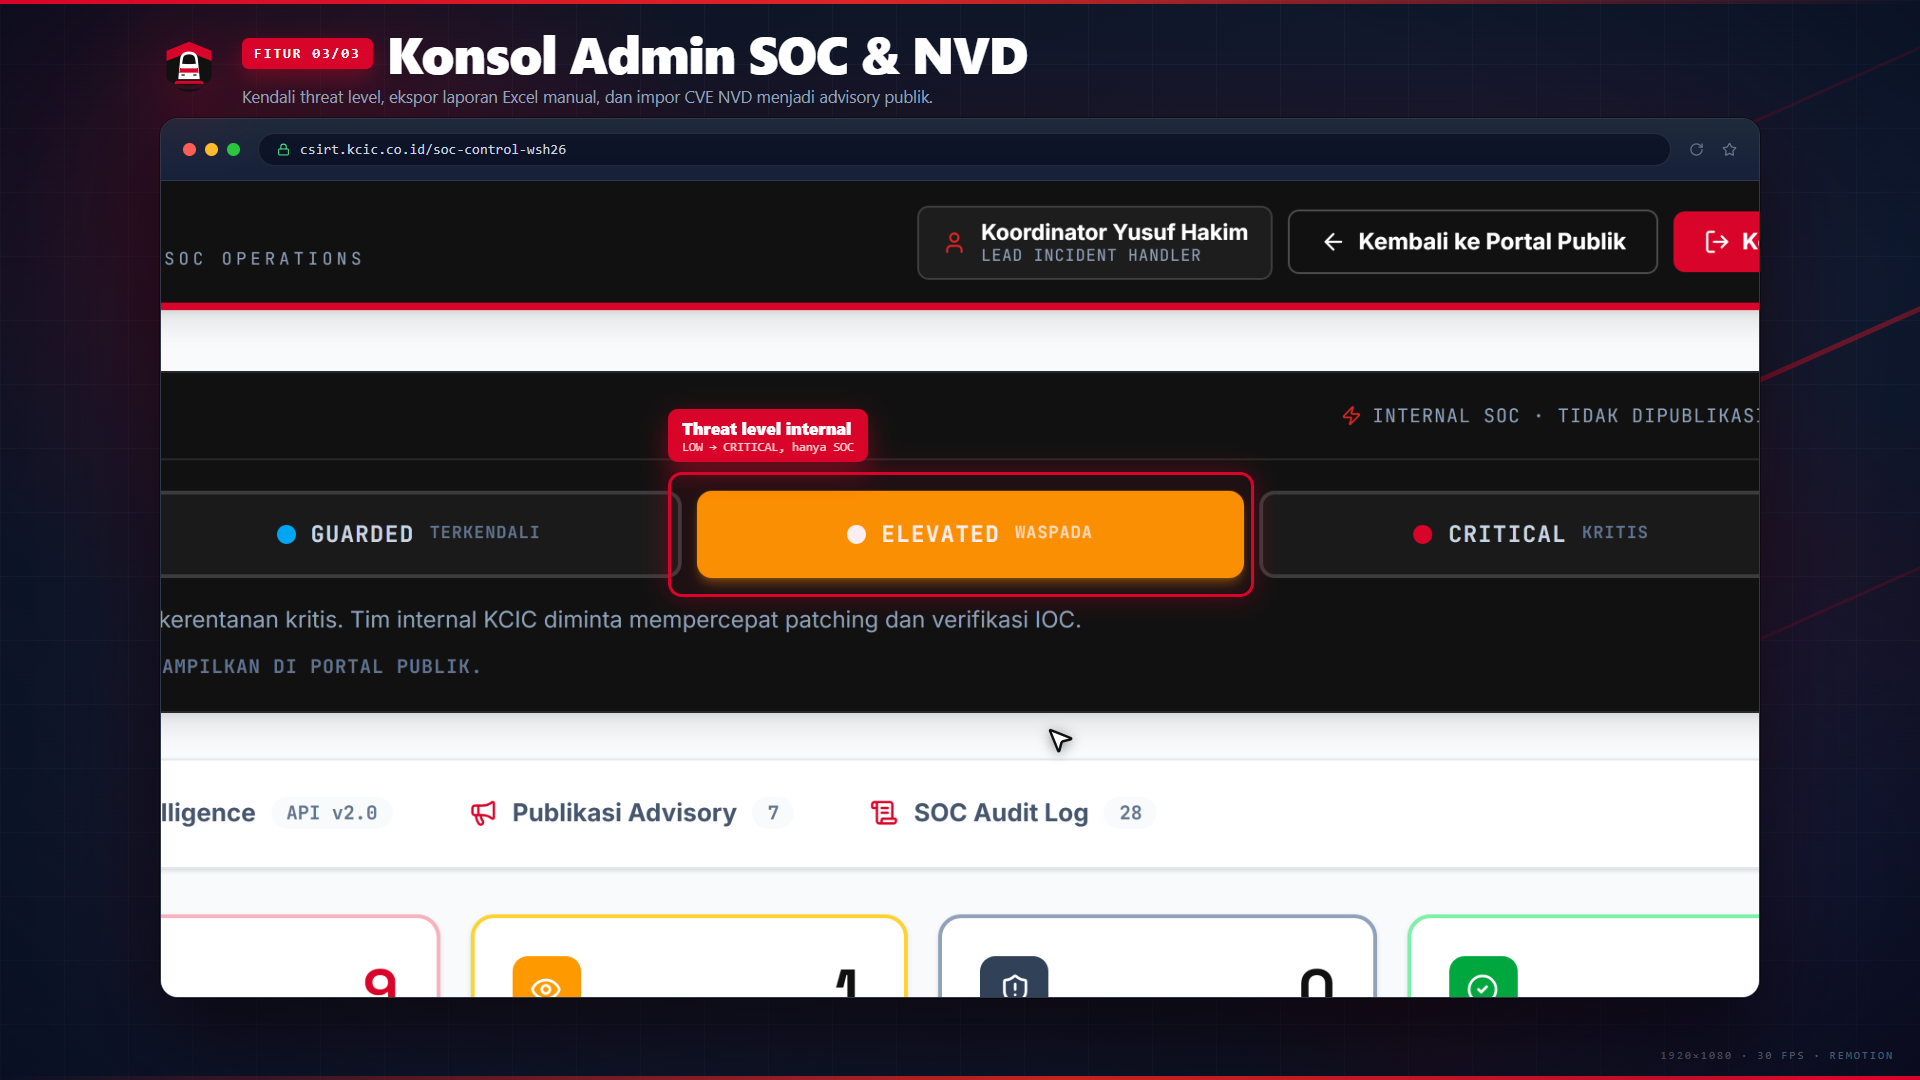 FITUR 03/03
Konsol Admin SOC & NVD
Kendali threat level, ekspor laporan Excel manual, dan impor CVE NVD menjadi advisory publik.
csirt.kcic.co.id/soc-control-wsh26
SOC OPERATIONS
Koordinator Yusuf Hakim
LEAD INCIDENT HANDLER
Kembali ke Portal Publik
INTERNAL SOC · TIDAK DIPUBLIKASI
Threat level internal
LOW → CRITICAL, hanya SOC
GUARDED TERKENDALI
ELEVATED WASPADA
CRITICAL KRITIS
kerentanan kritis. Tim internal KCIC diminta mempercepat patching dan verifikasi IOC.
AMPILKAN DI PORTAL PUBLIK.
lligence API v2.0
Publikasi Advisory 7
SOC Audit Log 28
9
1
0
1920×1080 · 30 FPS · REMOTION